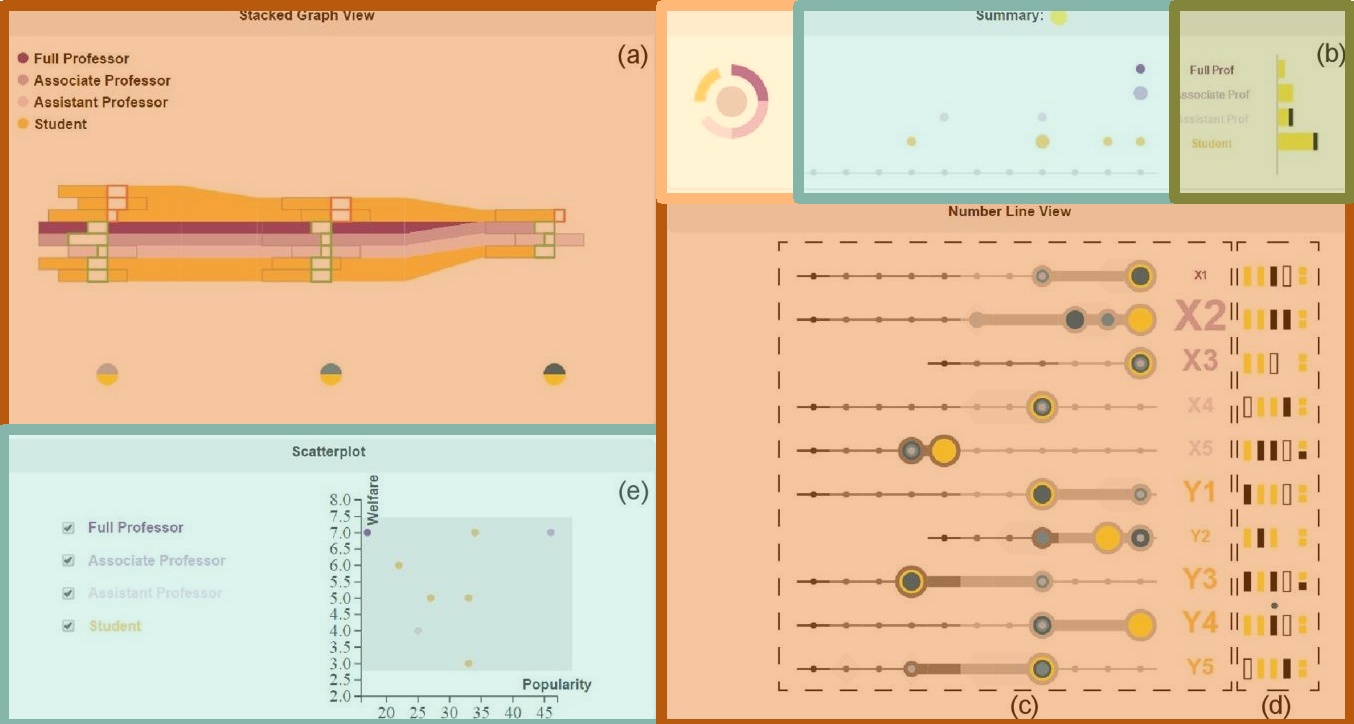 Stacked Graph View
Full Professor
Associate Professor
Assistant Professor
Student
(a)
Summary:
(b)
Full Prof
Associate Prof
Assistant Prof
Student
Number Line View
X1
X2
X3
X4
X5
Y1
Y2
Y3
Y4
Y5
(c)
(d)
Scatterplot
(e)
Full Professor
Associate Professor
Assistant Professor
Student
Welfare
8.0
7.5
7.0
6.5
6.0
5.5
5.0
4.5
4.0
3.5
3.0
2.5
2.0
Popularity
20 25 30 35 40 45